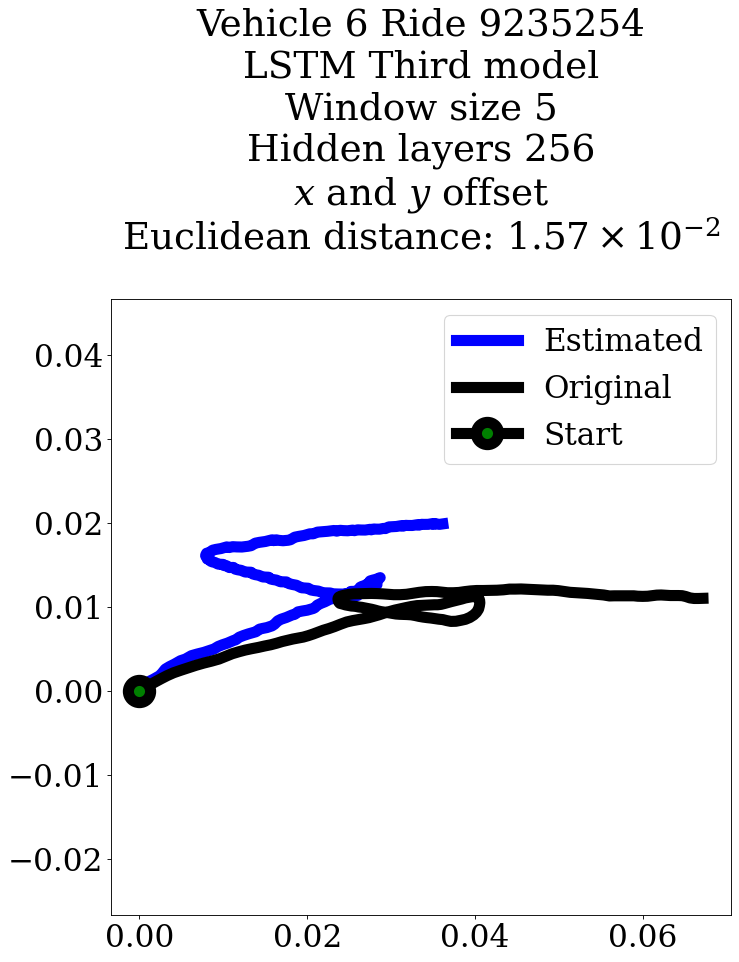 Vehicle 6 Ride 9235254
LSTM Third model
Window size 5
Hidden layers 256
x and y offset
Euclidean distance: 1.57 × 10⁻²
Estimated
Original
Start
0.04
0.03
0.02
0.01
0.00
−0.01
−0.02
0.00 0.02 0.04 0.06